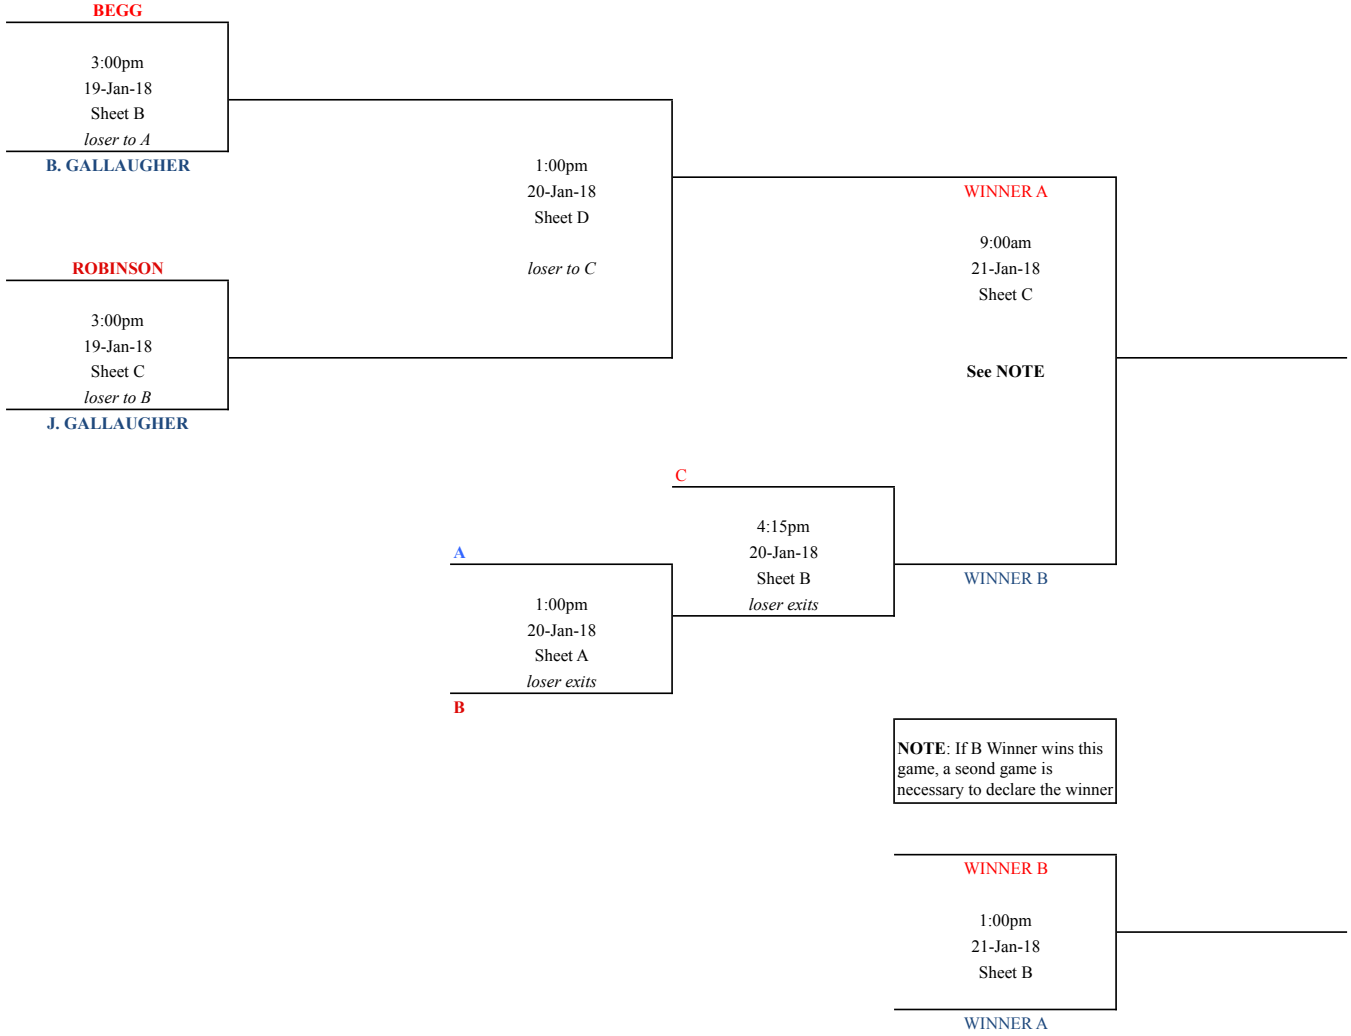 BEGG
3:00pm
19-Jan-18
Sheet B
loser to A
B. GALLAUGHER
ROBINSON
3:00pm
19-Jan-18
Sheet C
loser to B
J. GALLAUGHER
1:00pm
20-Jan-18
Sheet D
loser to C
WINNER A
9:00am
21-Jan-18
Sheet C
See NOTE
C
4:15pm
20-Jan-18
Sheet B
loser exits
WINNER B
A
1:00pm
20-Jan-18
Sheet A
loser exits
B
NOTE: If B Winner wins this
game, a seond game is
necessary to declare the winner
WINNER B
1:00pm
21-Jan-18
Sheet B
WINNER A